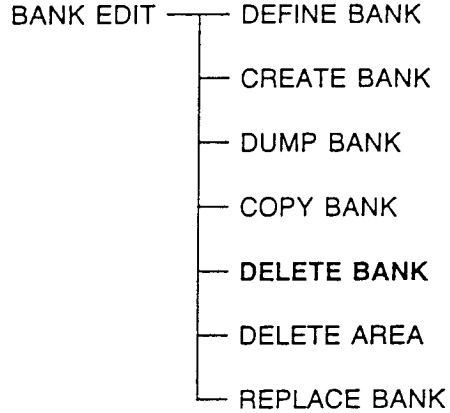 BANK EDIT DEFINE BANK
CREATE BANK
DUMP BANK
COPY BANK
DELETE BANK
DELETE AREA
REPLACE BANK